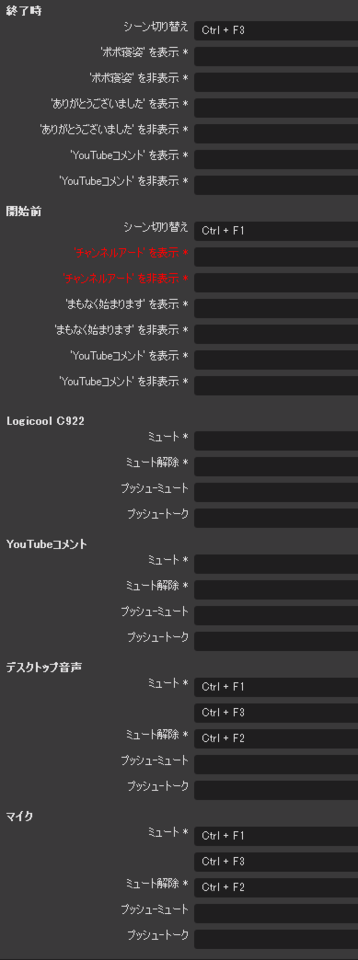 終了時
シーン切り替え Ctrl + F3
'ポポ寝姿' を表示 *
'ポポ寝姿' を非表示 *
'ありがとうございました' を表示 *
'ありがとうございました' を非表示 *
'YouTubeコメント' を表示 *
'YouTubeコメント' を非表示 *
開始前
シーン切り替え Ctrl + F1
'チャンネルアード' を表示 *
'チャンネルアード' を非表示 *
'まもなく始まります' を表示 *
'まもなく始まります' を非表示 *
'YouTubeコメント' を表示 *
'YouTubeコメント' を非表示 *
Logicool C922
ミュート *
ミュート解除 *
プッシュ-ミュート
プッシュ-トーク
YouTubeコメント
ミュート *
ミュート解除 *
プッシュ-ミュート
プッシュ-トーク
デスクトップ音声
ミュート * Ctrl + F1
Ctrl + F3
ミュート解除 * Ctrl + F2
プッシュ-ミュート
プッシュ-トーク
マイク
ミュート * Ctrl + F1
Ctrl + F3
ミュート解除 * Ctrl + F2
プッシュ-ミュート
プッシュ-トーク